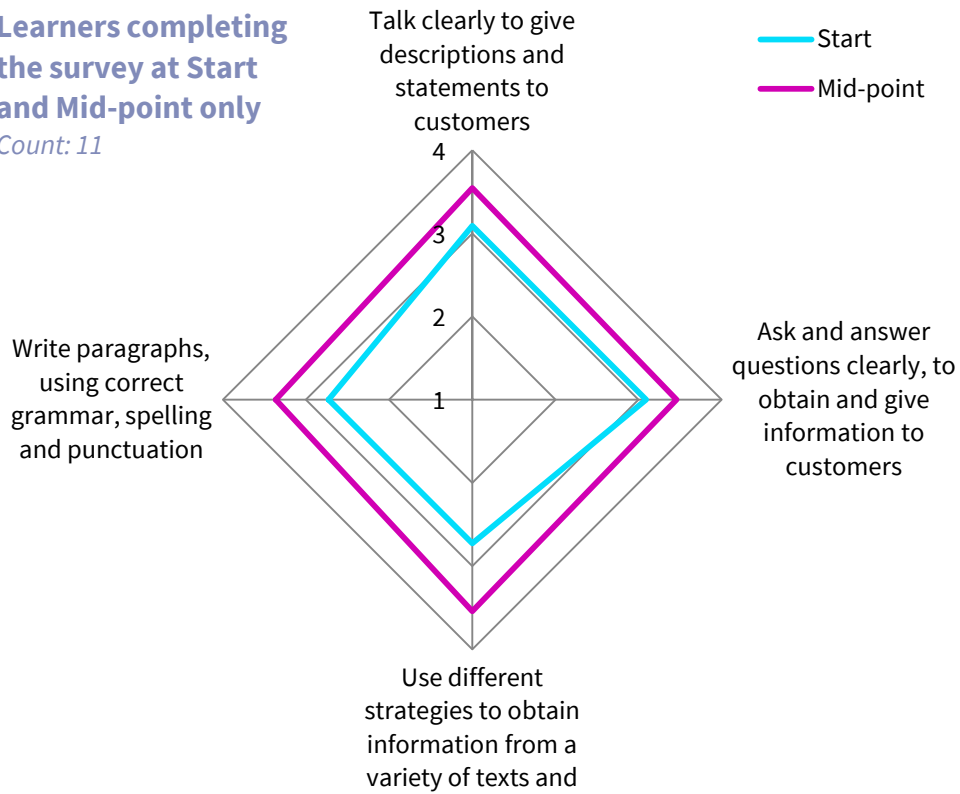 Learners completing
the survey at Start
and Mid-point only
Count: 11
Talk clearly to give
descriptions and
statements to
customers
Start
Mid-point
4
3
2
1
Write paragraphs,
using correct
grammar, spelling
and punctuation
Ask and answer
questions clearly, to
obtain and give
information to
customers
Use different
strategies to obtain
information from a
variety of texts and